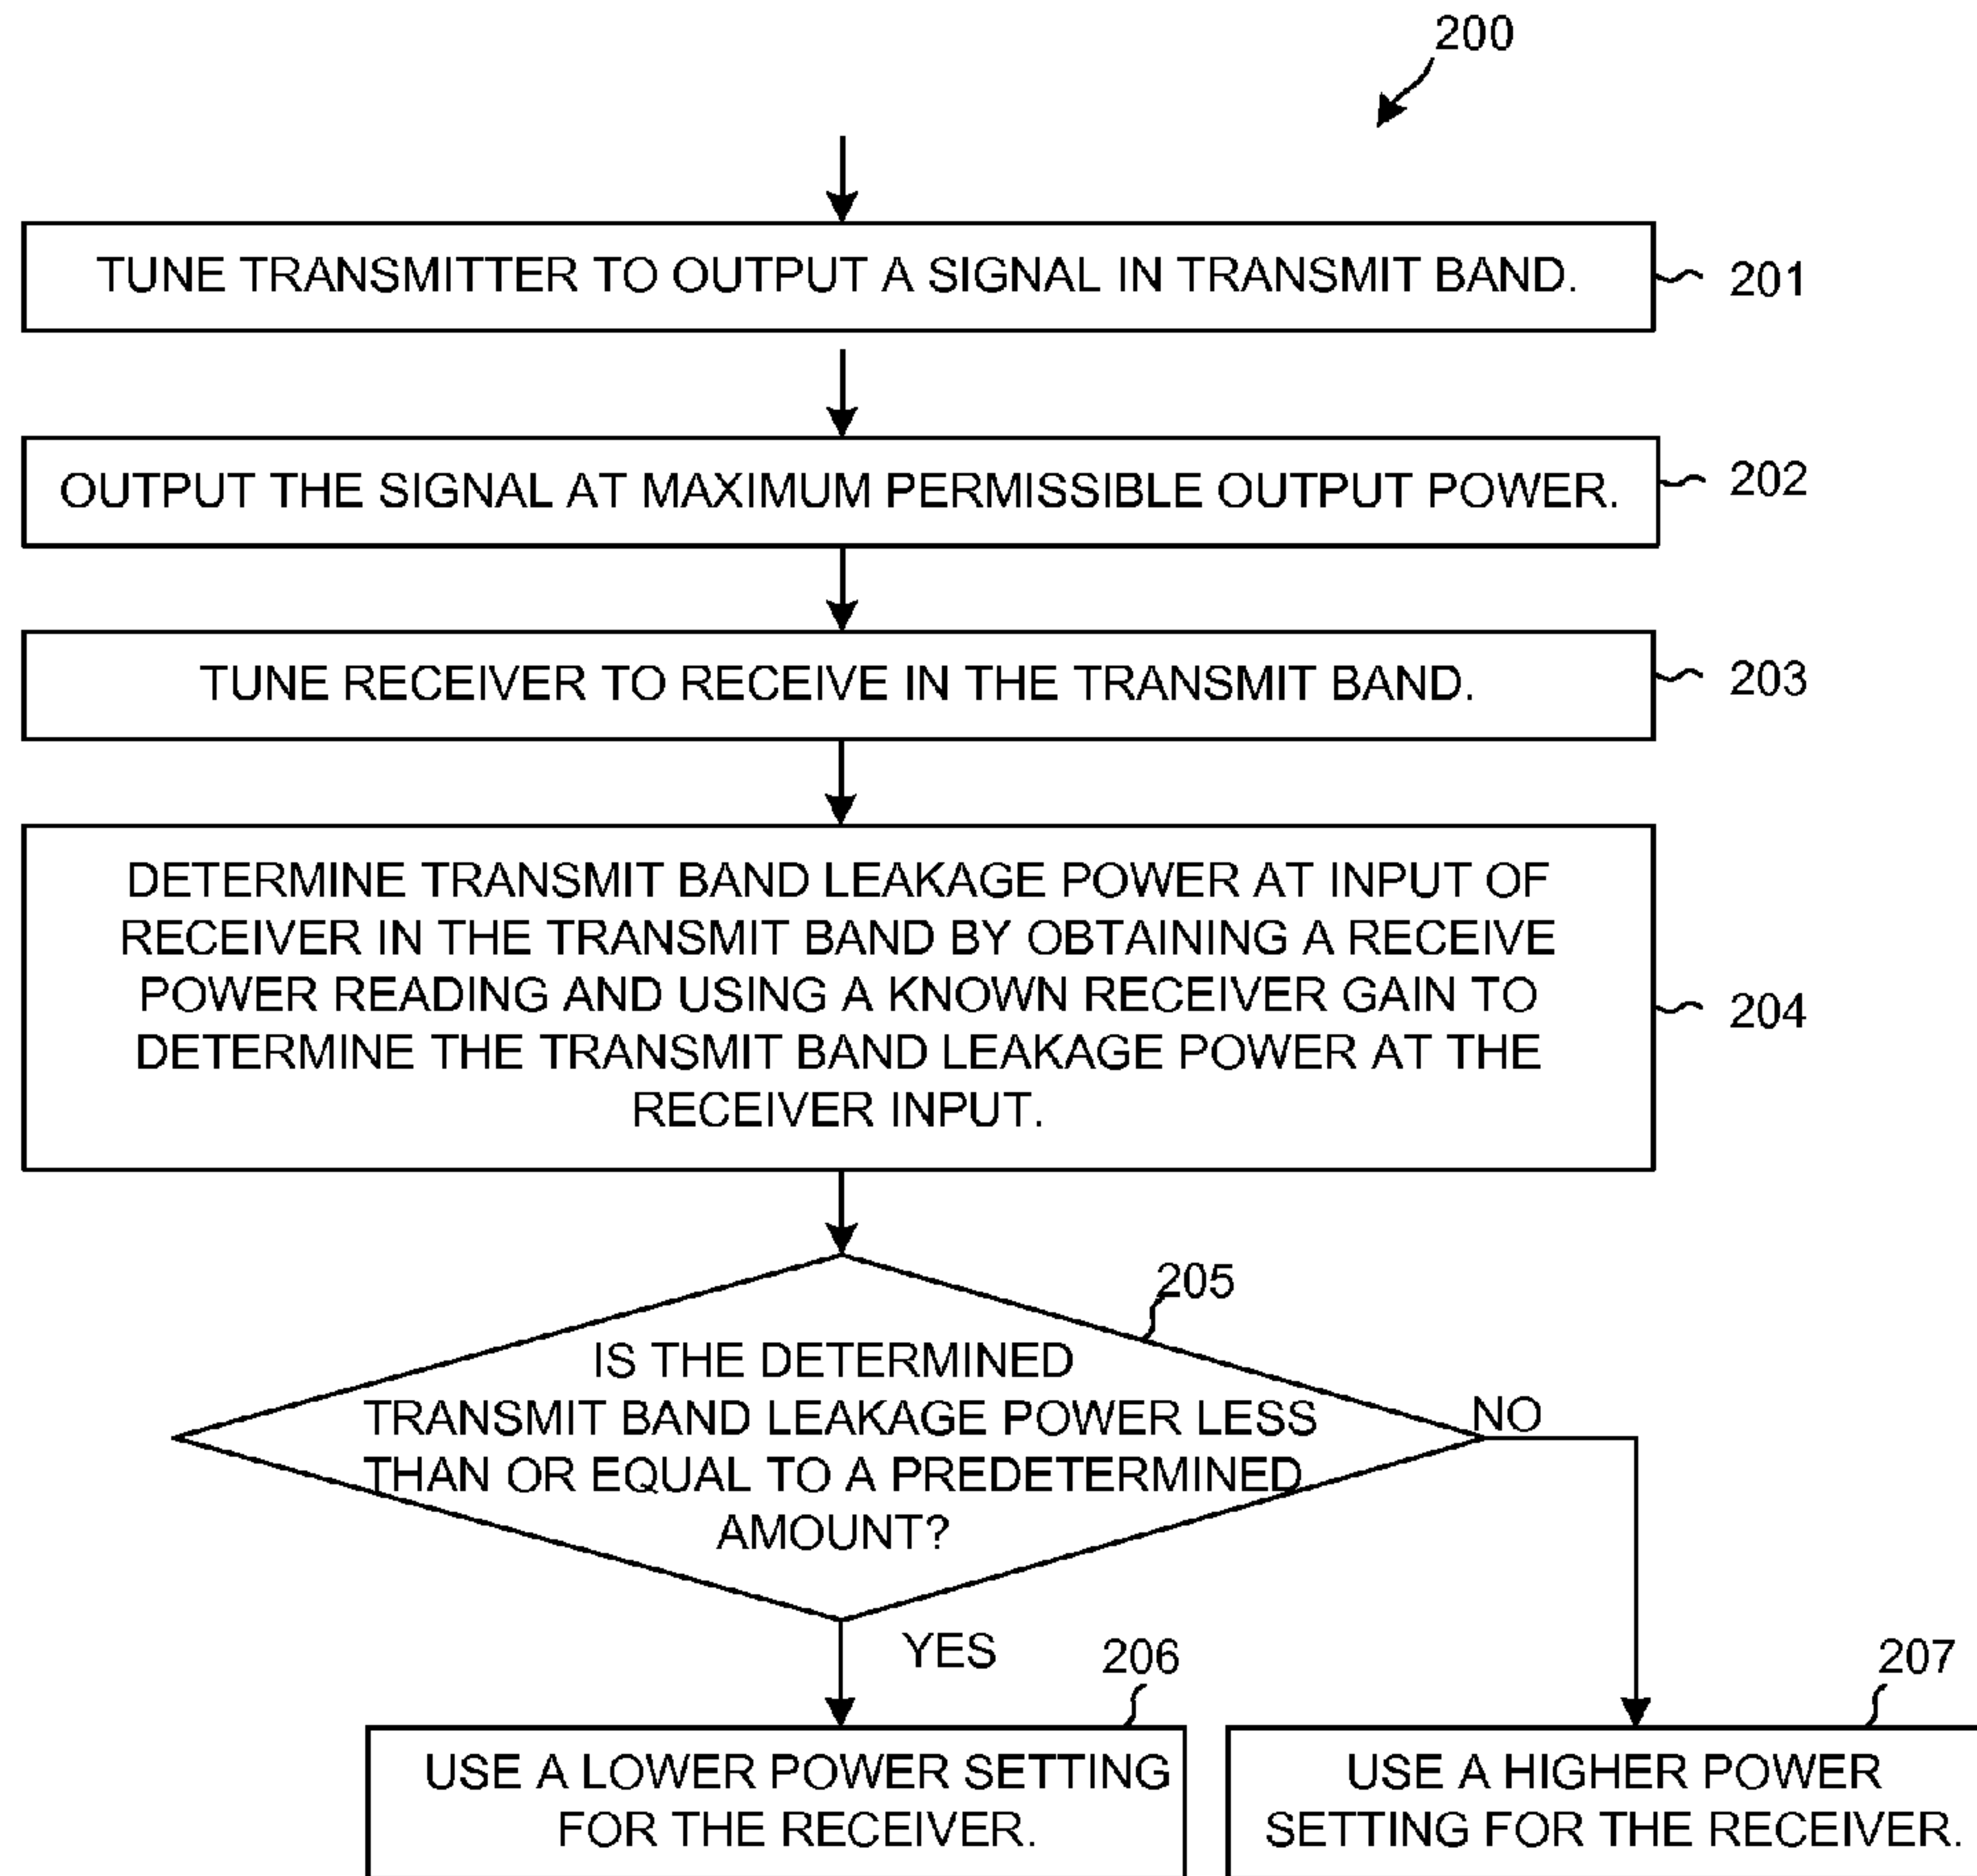 200
TUNE TRANSMITTER TO OUTPUT A SIGNAL IN TRANSMIT BAND.
201
OUTPUT THE SIGNAL AT MAXIMUM PERMISSIBLE OUTPUT POWER.
202
TUNE RECEIVER TO RECEIVE IN THE TRANSMIT BAND.
203
DETERMINE TRANSMIT BAND LEAKAGE POWER AT INPUT OF
RECEIVER IN THE TRANSMIT BAND BY OBTAINING A RECEIVE
POWER READING AND USING A KNOWN RECEIVER GAIN TO
DETERMINE THE TRANSMIT BAND LEAKAGE POWER AT THE
RECEIVER INPUT.
204
205
IS THE DETERMINED
TRANSMIT BAND LEAKAGE POWER LESS
THAN OR EQUAL TO A PREDETERMINED
AMOUNT?
NO
YES
206
USE A LOWER POWER SETTING
FOR THE RECEIVER.
207
USE A HIGHER POWER
SETTING FOR THE RECEIVER.